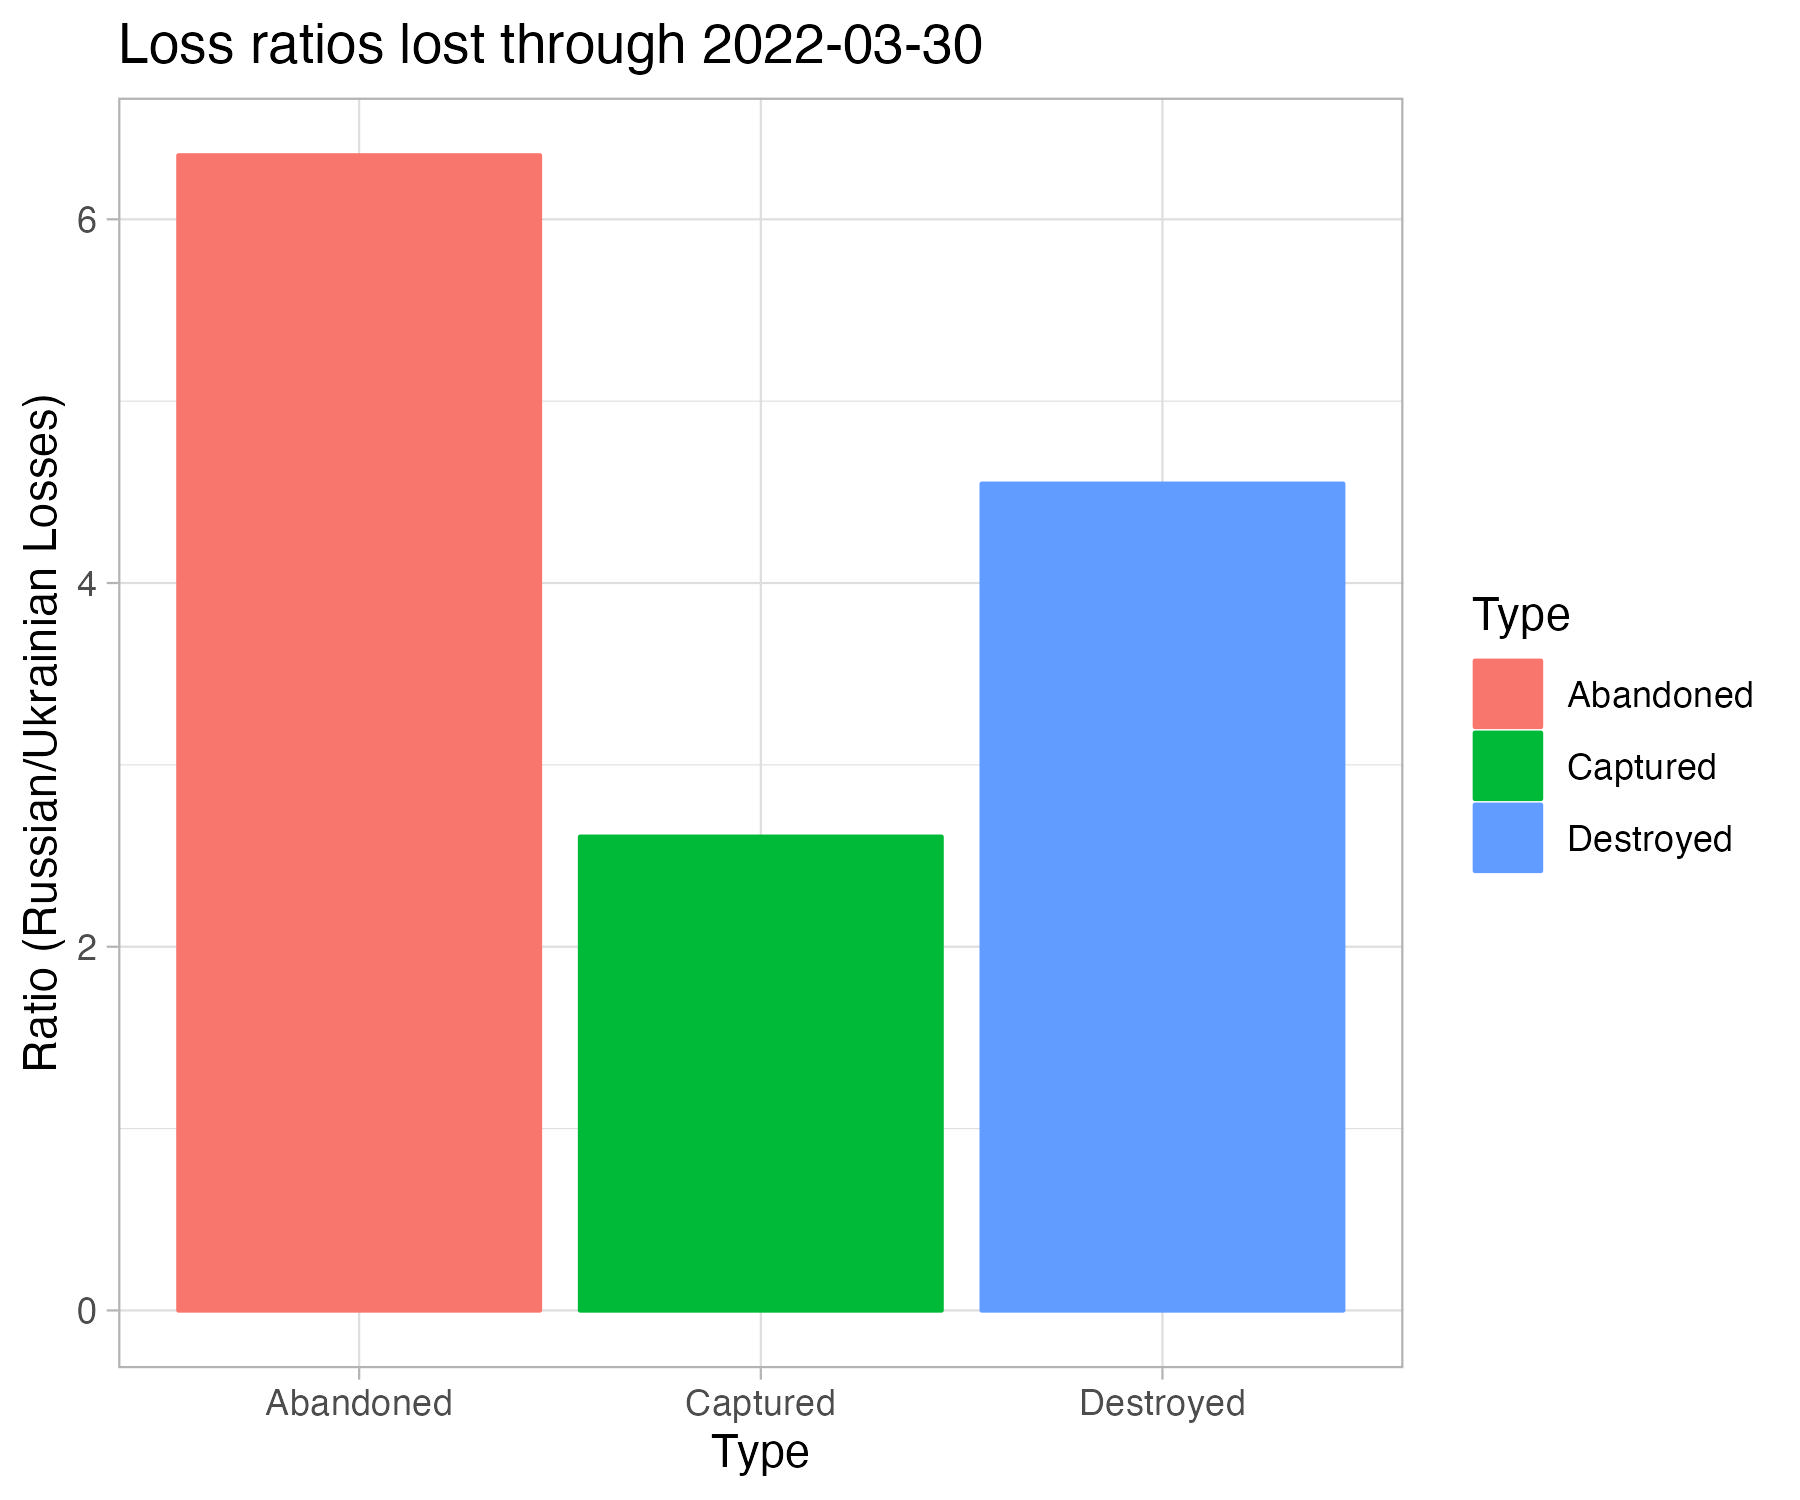 Loss ratios lost through 2022-03-30
Ratio (Russian/Ukrainian Losses)
6
4
2
0
Abandoned
Captured
Destroyed
Type
Type
Abandoned
Captured
Destroyed